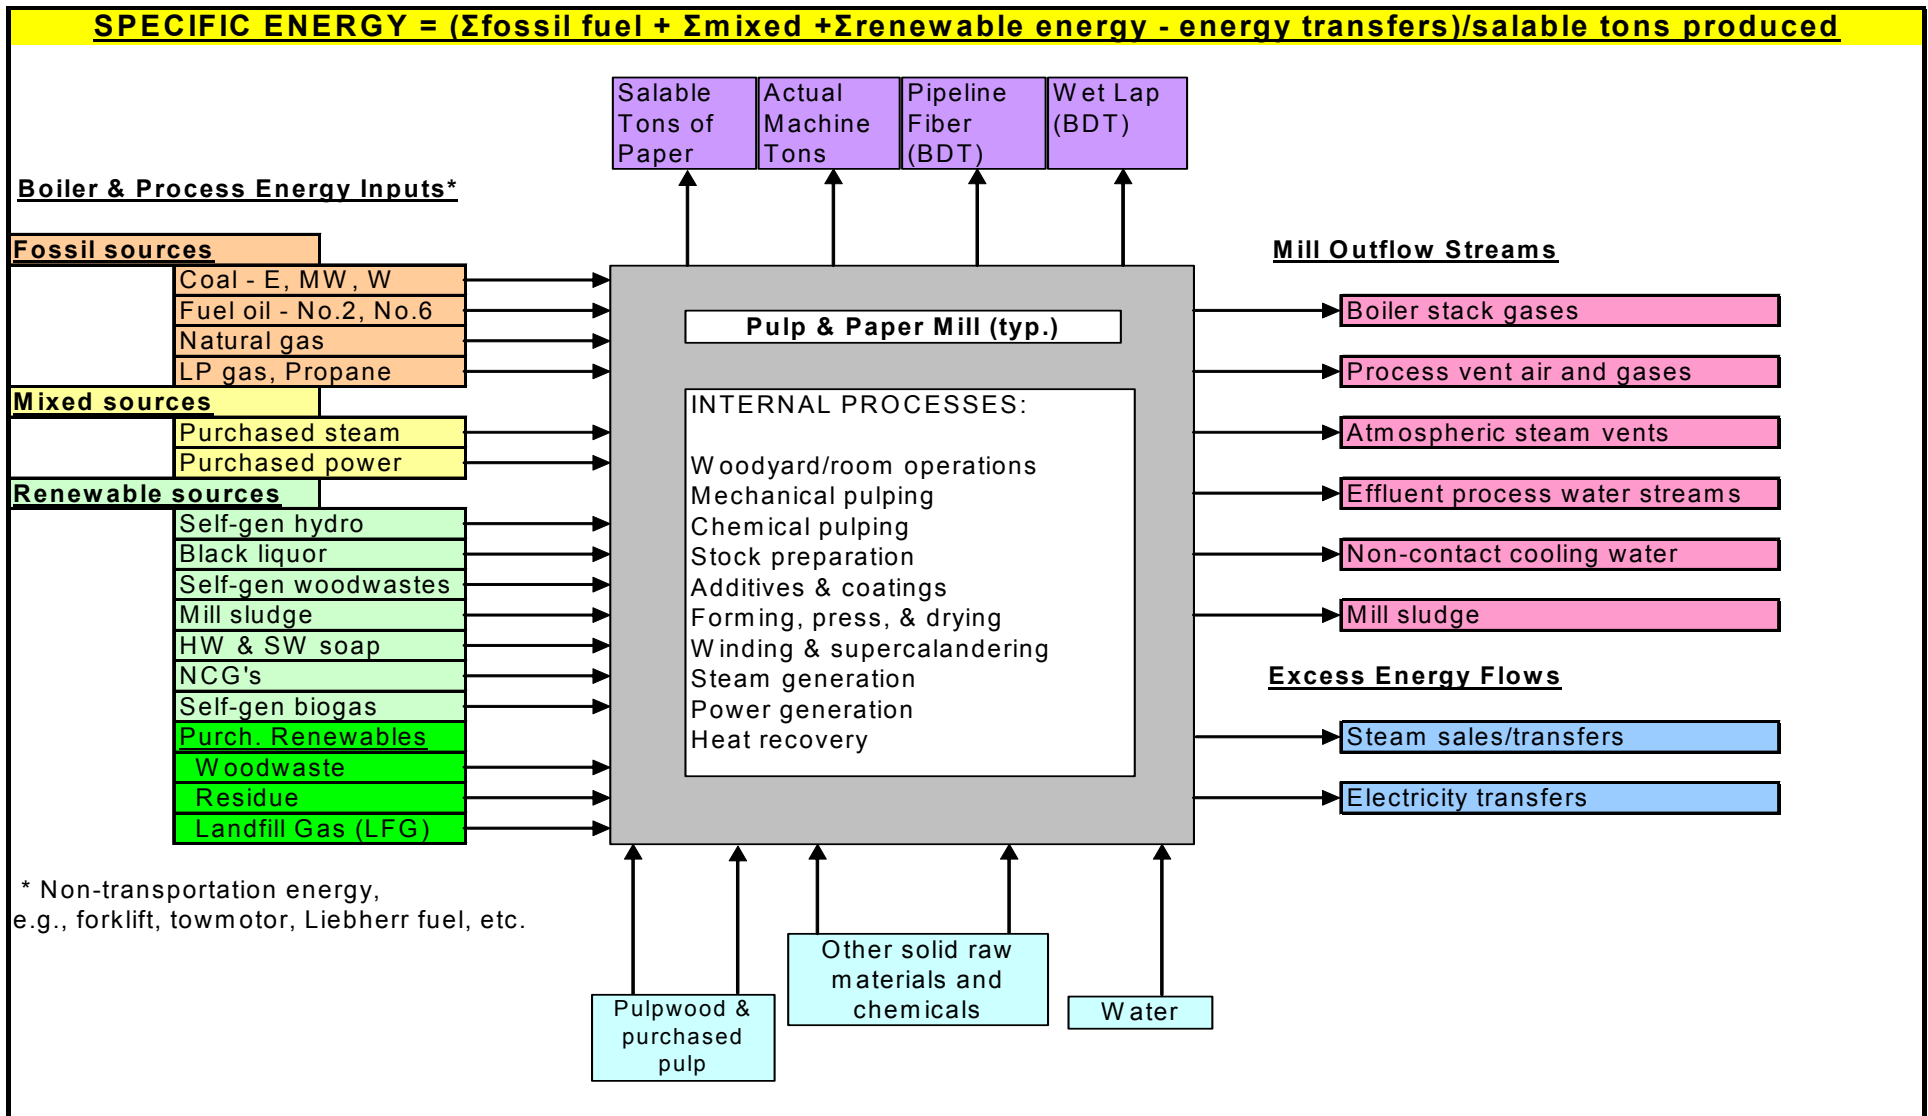 SPECIFIC ENERGY = (Σfossil fuel + Σmixed +Σrenewable energy - energy transfers)/salable tons produced
Salable
Tons of
Paper
Actual
Machine
Tons
Pipeline
Fiber
(BDT)
Wet Lap
(BDT)
Boiler & Process Energy Inputs*
Fossil sources
Coal - E, MW, W
Fuel oil - No.2, No.6
Natural gas
LP gas, Propane
Mixed sources
Purchased steam
Purchased power
Renewable sources
Self-gen hydro
Black liquor
Self-gen woodwastes
Mill sludge
HW & SW soap
NCG's
Self-gen biogas
Purch. Renewables
Woodwaste
Residue
Landfill Gas (LFG)
* Non-transportation energy,
e.g., forklift, towmotor, Liebherr fuel, etc.
Pulp & Paper Mill (typ.)
INTERNAL PROCESSES:
Woodyard/room operations
Mechanical pulping
Chemical pulping
Stock preparation
Additives & coatings
Forming, press, & drying
Winding & supercalandering
Steam generation
Power generation
Heat recovery
Mill Outflow Streams
Boiler stack gases
Process vent air and gases
Atmospheric steam vents
Effluent process water streams
Non-contact cooling water
Mill sludge
Excess Energy Flows
Steam sales/transfers
Electricity transfers
Pulpwood &
purchased
pulp
Other solid raw
materials and
chemicals
Water